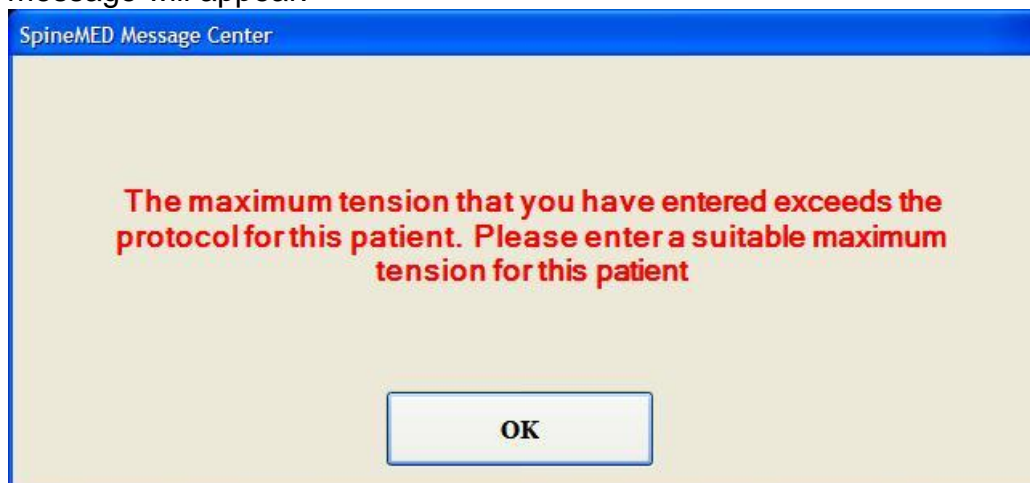 message will appear:
SpineMED Message Center
The maximum tension that you have entered exceeds the
protocol for this patient. Please enter a suitable maximum
tension for this patient
OK